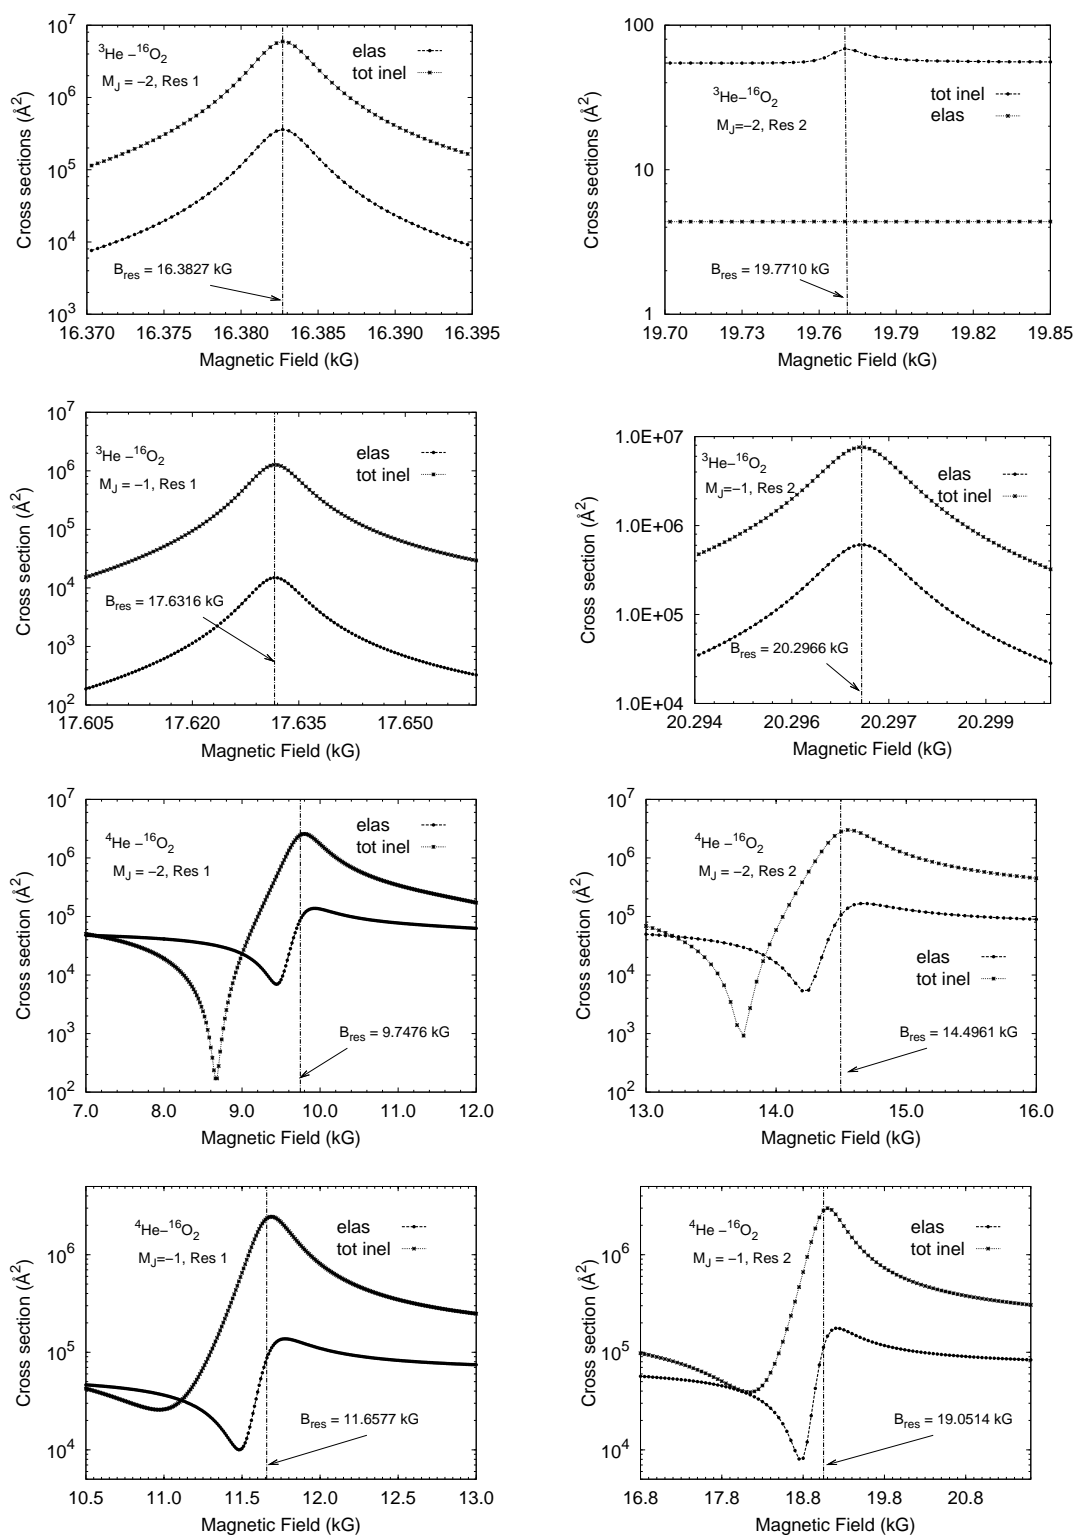 10^7
10^6
10^5
10^4
10^3
Cross sections (Å^2)
^3He –^16O_2
M_J = –2, Res 1
elas
tot inel
B_res = 16.3827 kG
16.370 16.375 16.380 16.385 16.390 16.395
Magnetic Field (kG)
100
10
1
Cross sections (Å^2)
^3He–^16O_2
M_J=–2, Res 2
tot inel
elas
B_res = 19.7710 kG
19.70 19.73 19.76 19.79 19.82 19.85
Magnetic Field (kG)
10^7
10^6
10^5
10^4
10^3
10^2
Cross section (Å^2)
^3He –^16O_2
M_J = –1, Res 1
elas
tot inel
B_res = 17.6316 kG
17.605 17.620 17.635 17.650
Magnetic Field (kG)
1.0E+07
1.0E+06
1.0E+05
1.0E+04
Cross section (Å^2)
^3He–^16O_2
M_J=–1, Res 2
elas
tot inel
B_res = 20.2966 kG
20.294 20.296 20.297 20.299
Magnetic Field (kG)
10^7
10^6
10^5
10^4
10^3
10^2
Cross section (Å^2)
^4He –^16O_2
M_J = –2, Res 1
elas
tot inel
B_res = 9.7476 kG
7.0 8.0 9.0 10.0 11.0 12.0
Magnetic Field (kG)
10^7
10^6
10^5
10^4
10^3
10^2
Cross section (Å^2)
^4He –^16O_2
M_J = –2, Res 2
elas
tot inel
B_res = 14.4961 kG
13.0 14.0 15.0 16.0
Magnetic Field (kG)
10^6
10^5
10^4
Cross section (Å^2)
^4He–^16O_2
M_J=–1, Res 1
elas
tot inel
B_res = 11.6577 kG
10.5 11.0 11.5 12.0 12.5 13.0
Magnetic Field (kG)
10^6
10^5
10^4
Cross section (Å^2)
^4He–^16O_2
M_J = –1, Res 2
elas
tot inel
B_res = 19.0514 kG
16.8 17.8 18.8 19.8 20.8
Magnetic Field (kG)